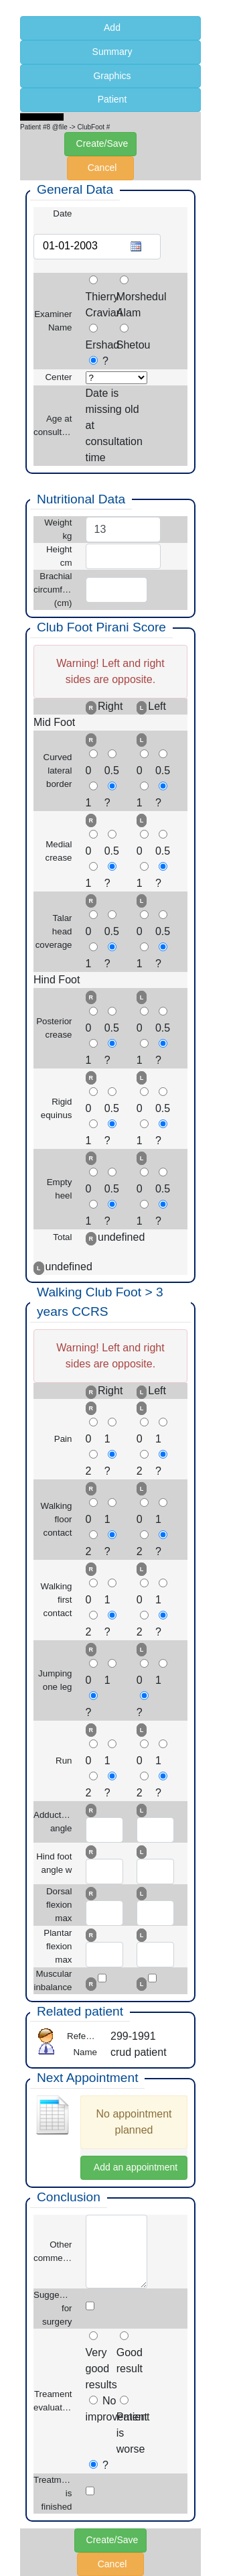 Add
Summary
Graphics
Patient
Patient #8 @file -> ClubFoot #
Create/Save
Cancel
General Data
Date
01-01-2003
Examiner Name
Thierry Cravian
Morshedul Alam
Ershad
Shetou
?
Center
?
Age at consult...
Date is missing old at consultation time
Nutritional Data
Weight kg
13
Height cm
Brachial circumf... (cm)
Club Foot Pirani Score
Warning! Left and right
sides are opposite.
R Right L Left
Mid Foot
Curved lateral border
R L
0 0.5 0 0.5
1 ? 1 ?
Medial crease
R L
0 0.5 0 0.5
1 ? 1 ?
Talar head coverage
R L
0 0.5 0 0.5
1 ? 1 ?
Hind Foot
Posterior crease
R L
0 0.5 0 0.5
1 ? 1 ?
Rigid equinus
R L
0 0.5 0 0.5
1 ? 1 ?
Empty heel
R L
0 0.5 0 0.5
1 ? 1 ?
Total R undefined
L undefined
Walking Club Foot > 3
years CCRS
Warning! Left and right
sides are opposite.
R Right L Left
Pain
R L
0 1 0 1
2 ? 2 ?
Walking floor contact
R L
0 1 0 1
2 ? 2 ?
Walking first contact
R L
0 1 0 1
2 ? 2 ?
Jumping one leg
R L
0 1 0 1
? ?
Run
R L
0 1 0 1
2 ? 2 ?
Adduct... angle
R L
Hind foot angle w
R L
Dorsal flexion max
R L
Plantar flexion max
R L
Muscular inbalance
R L
Related patient
Refe... 299-1991
Name crud patient
Next Appointment
No appointment
planned
Add an appointment
Conclusion
Other comme...
Sugge... for surgery
Treament evaluat...
Very good results
Good result
No improvement
Patient is worse
?
Treatm... is finished
Create/Save
Cancel